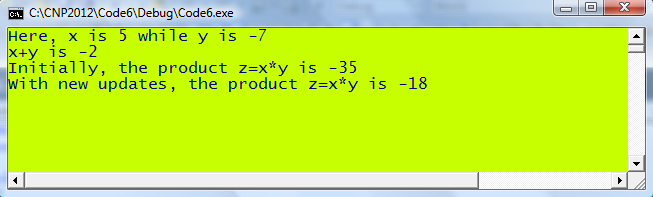 C:\CNP2012\Code6\Debug\Code6.exe
Here, x is 5 while y is -7
x+y is -2
Initially, the product z=x*y is -35
With new updates, the product z=x*y is -18